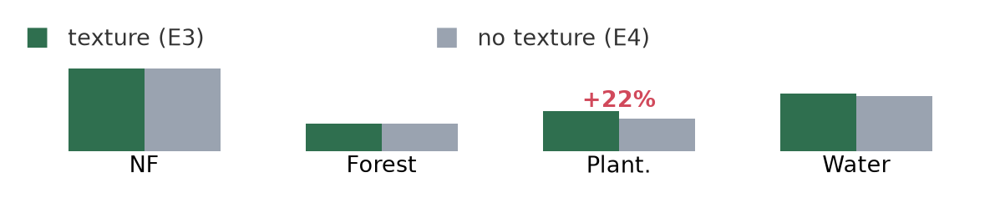 texture (E3) no texture (E4)
+22%
NF Forest Plant. Water